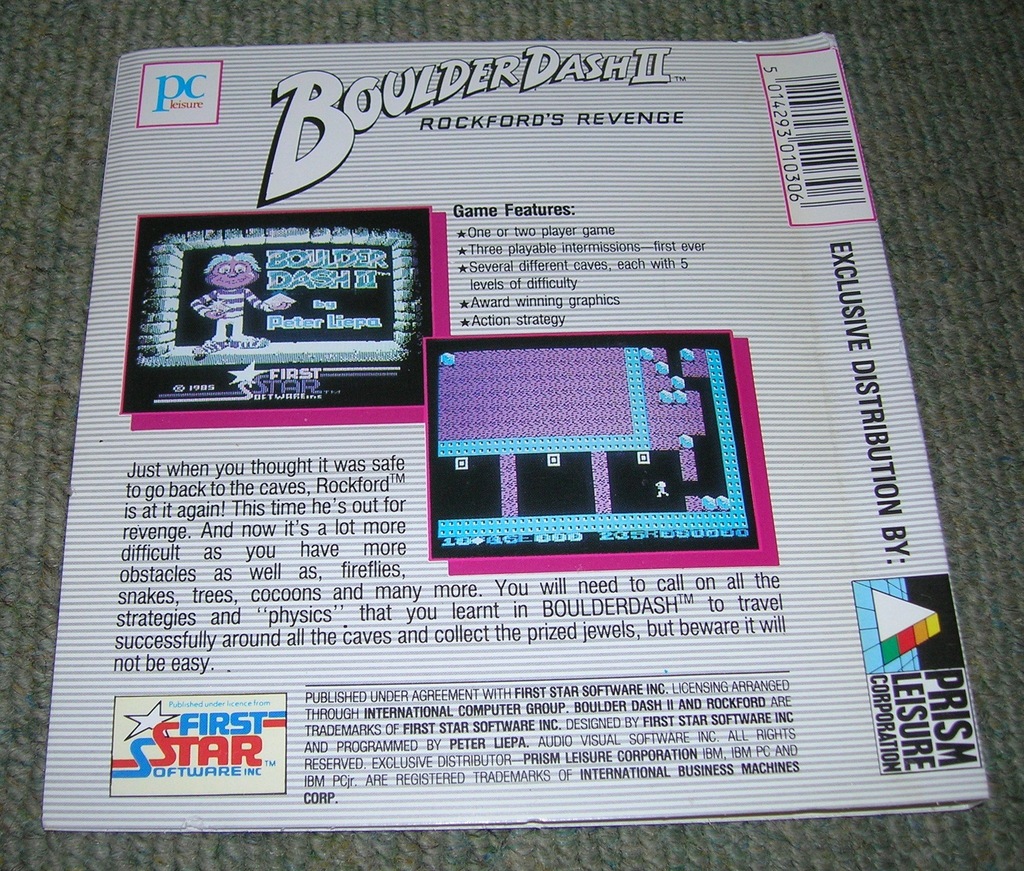 pc
leisure
BOULDER DASH II™
ROCKFORD'S REVENGE
5 014293 010306
Game Features:
★One or two player game
★Three playable intermissions—first ever
★Several different caves, each with 5
levels of difficulty
★Award winning graphics
★Action strategy
BOULDER
DASH II™
by
Peter Liepa
© 1985
FIRST
STAR™
SOFTWARE INC
EXCLUSIVE DISTRIBUTION BY:
Just when you thought it was safe
to go back to the caves, Rockford™
is at it again! This time he's out for
revenge. And now it's a lot more
difficult as you have more
obstacles as well as, fireflies,
snakes, trees, cocoons and many more. You will need to call on all the
strategies and "physics" that you learnt in BOULDERDASH™ to travel
successfully around all the caves and collect the prized jewels, but beware it will
not be easy.
PRISM
LEISURE
CORPORATION
Published under licence from
FIRST
STAR™
SOFTWARE INC
PUBLISHED UNDER AGREEMENT WITH FIRST STAR SOFTWARE INC. LICENSING ARRANGED
THROUGH INTERNATIONAL COMPUTER GROUP. BOULDER DASH II AND ROCKFORD ARE
TRADEMARKS OF FIRST STAR SOFTWARE INC. DESIGNED BY FIRST STAR SOFTWARE INC
AND PROGRAMMED BY PETER LIEPA. AUDIO VISUAL SOFTWARE INC. ALL RIGHTS
RESERVED. EXCLUSIVE DISTRIBUTOR—PRISM LEISURE CORPORATION IBM, IBM PC AND
IBM PCjr. ARE REGISTERED TRADEMARKS OF INTERNATIONAL BUSINESS MACHINES
CORP.